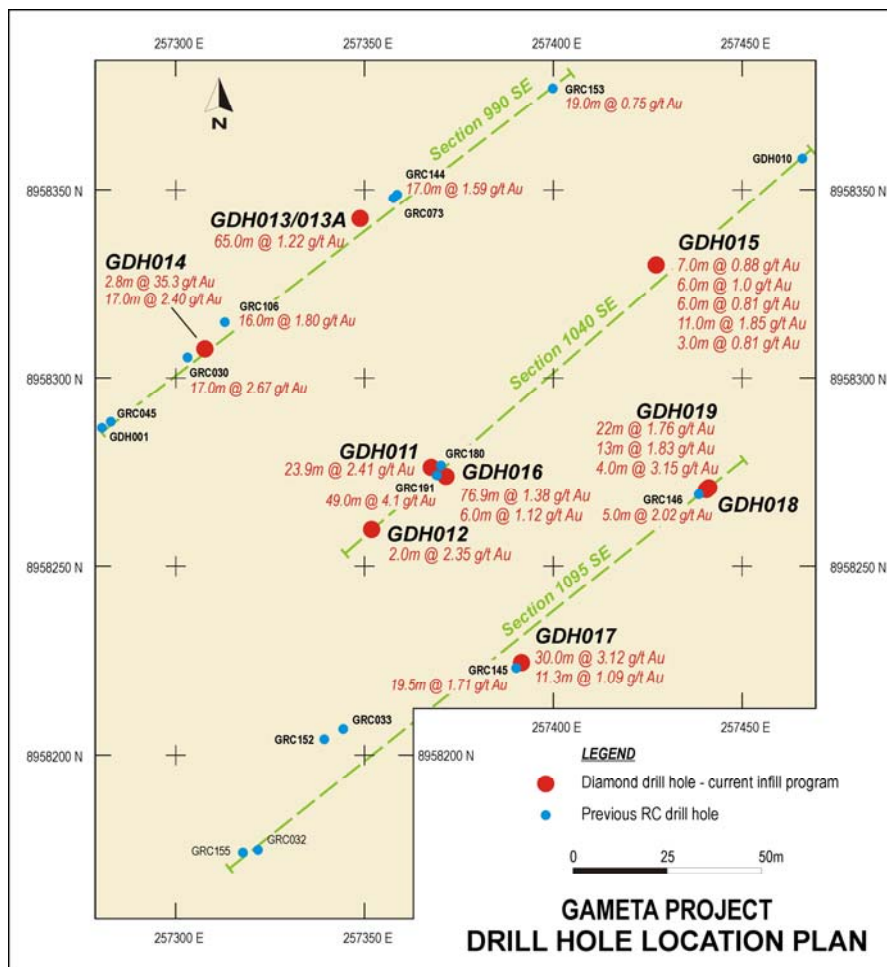 257300 E
257350 E
257400 E
257450 E
N
Section 990 SE
GRC153
19.0m @ 0.75 g/t Au
GDH010
8958350 N
8958350 N
GRC144
17.0m @ 1.59 g/t Au
GRC073
GDH013/013A
65.0m @ 1.22 g/t Au
GDH014
2.8m @ 35.3 g/t Au
17.0m @ 2.40 g/t Au
GRC106
16.0m @ 1.80 g/t Au
GRC030
17.0m @ 2.67 g/t Au
GDH015
7.0m @ 0.88 g/t Au
6.0m @ 1.0 g/t Au
6.0m @ 0.81 g/t Au
11.0m @ 1.85 g/t Au
3.0m @ 0.81 g/t Au
Section 1040 SE
8958300 N
8958300 N
GRC045
GDH001
GDH011
23.9m @ 2.41 g/t Au
GRC180
GRC191
49.0m @ 4.1 g/t Au
GDH016
76.9m @ 1.38 g/t Au
6.0m @ 1.12 g/t Au
GDH012
2.0m @ 2.35 g/t Au
GDH019
22m @ 1.76 g/t Au
13m @ 1.83 g/t Au
4.0m @ 3.15 g/t Au
GRC146
5.0m @ 2.02 g/t Au
GDH018
8958250 N
8958250 N
Section 1095 SE
GDH017
30.0m @ 3.12 g/t Au
11.3m @ 1.09 g/t Au
GRC145
19.5m @ 1.71 g/t Au
GRC033
GRC152
8958200 N
8958200 N
GRC155
GRC032
257400 E
257450 E
LEGEND
Diamond drill hole - current infill program
Previous RC drill hole
0
25
50m
257300 E
257350 E
GAMETA PROJECT
DRILL HOLE LOCATION PLAN